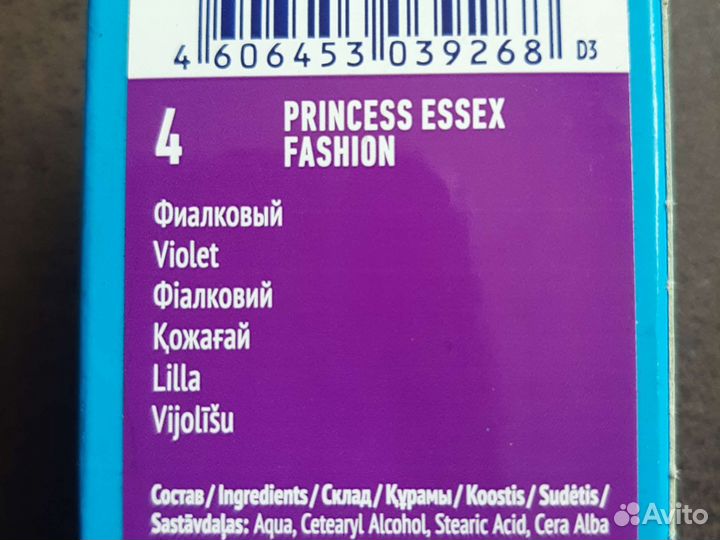 4 606453 039268 D3
4 PRINCESS ESSEX
FASHION
Фиалковый
Violet
Фіалковий
Қожағай
Lilla
Vijolīšu
Состав / Ingredients / Склад / Құрамы / Koostis / Sudėtis /
Sastāvdaļas: Aqua, Cetearyl Alcohol, Stearic Acid, Cera Alba
Avito